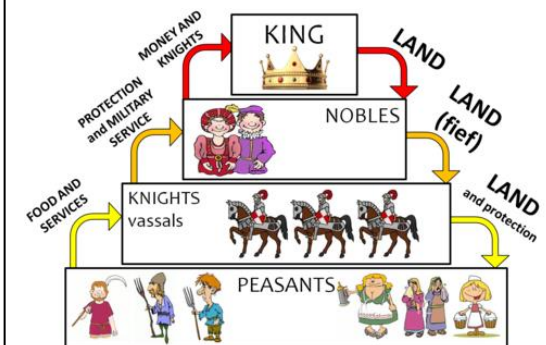 MONEY AND
KNIGHTS
KING
LAND
PROTECTION
and MILITARY
SERVICE
NOBLES
LAND
(fief)
FOOD AND
SERVICES
KNIGHTS
vassals
LAND
and protection
PEASANTS